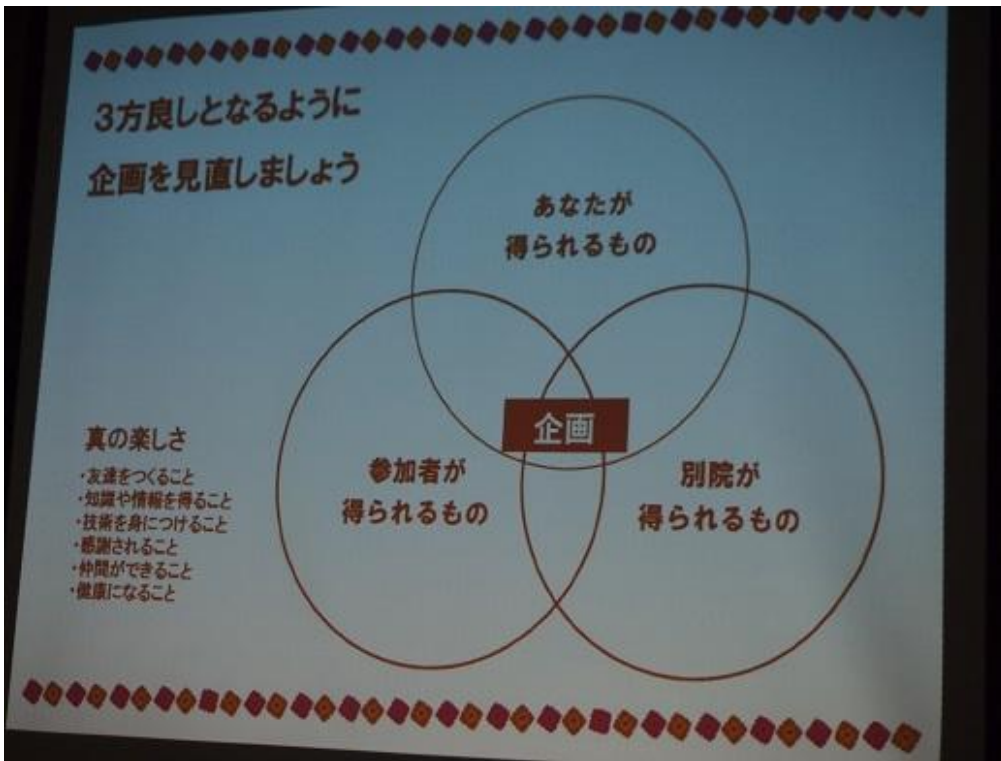 3方良しとなるように
企画を見直しましょう
あなたが
得られるもの
企画
参加者が
得られるもの
別院が
得られるもの
真の楽しさ
・友達をつくること
・知識や情報を得ること
・技術を身につけること
・感謝されること
・仲間ができること
・健康になること